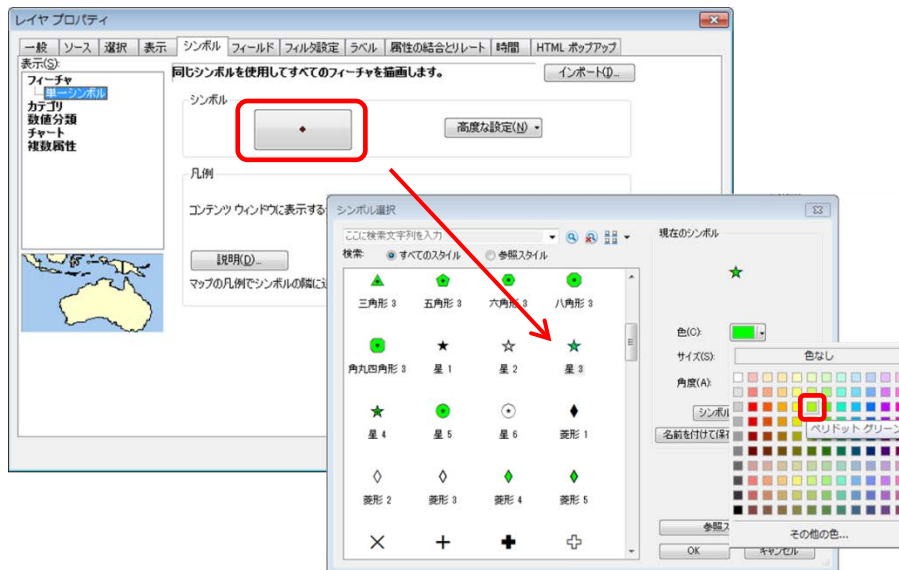 レイヤ プロパティ
一般 ソース 選択 表示 シンボル フィールド フィルタ設定 ラベル 属性の結合とリレート 時間 HTML ポップアップ
表示(S):
フィーチャ
単一シンボル
カテゴリ
数値分類
チャート
複数属性
同じシンボルを使用してすべてのフィーチャを描画します。
インポート(I)...
シンボル
高度な設定(N)
凡例
コンテンツ ウィンドウに表示する
説明(D)...
マップの凡例でシンボルの隣に
シンボル選択
ここに検索文字列を入力
検索: すべてのスタイル 参照スタイル
三角形 3 五角形 3 六角形 3 八角形 3
角丸四角形 3 星 1 星 2 星 3
星 4 星 5 星 6 菱形 1
菱形 2 菱形 3 菱形 4 菱形 5
現在のシンボル
色(C):
サイズ(S):
角度(A):
シンボル
名前を付けて保存
色なし
ペリドット グリーン
その他の色...
参照ス
OK キャンセル